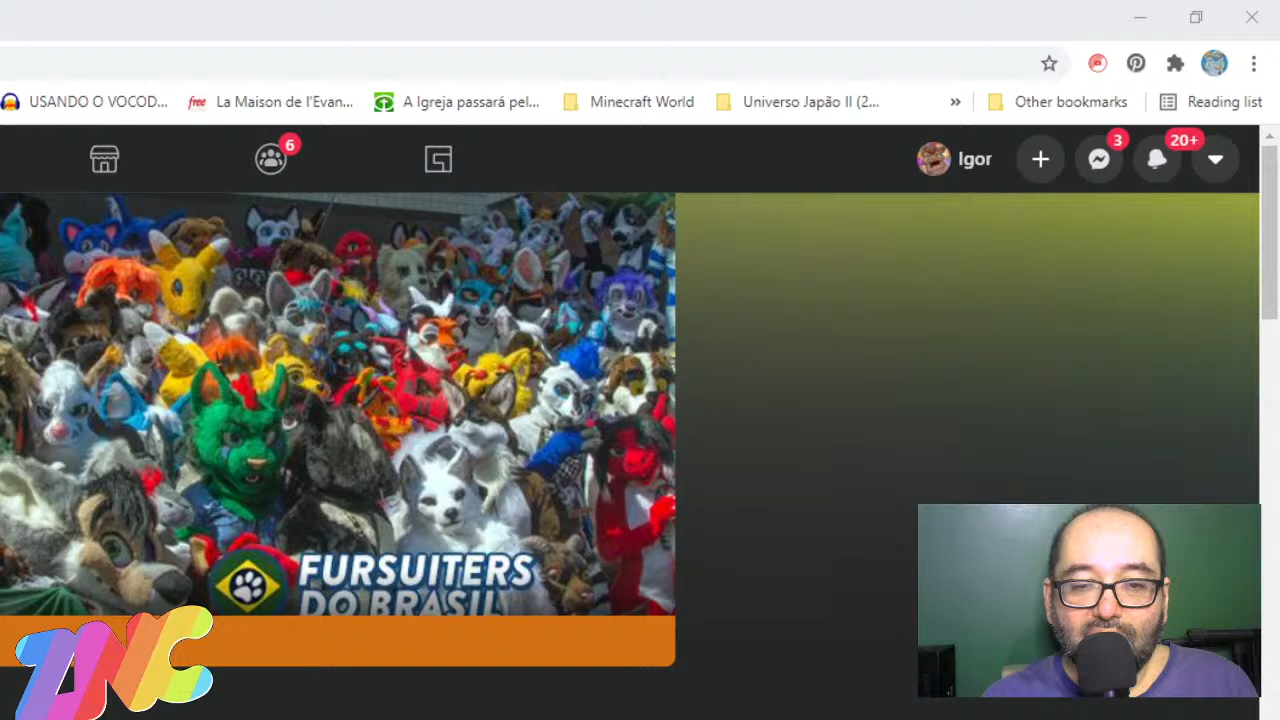 USANDO O VOCOD...
free La Maison de l'Evan...
A Igreja passará pel...
Minecraft World
Universo Japão II (2...
»
Other bookmarks
Reading list
6
Igor
3
20+
FURSUITERS
DO BRASIL
ZNC